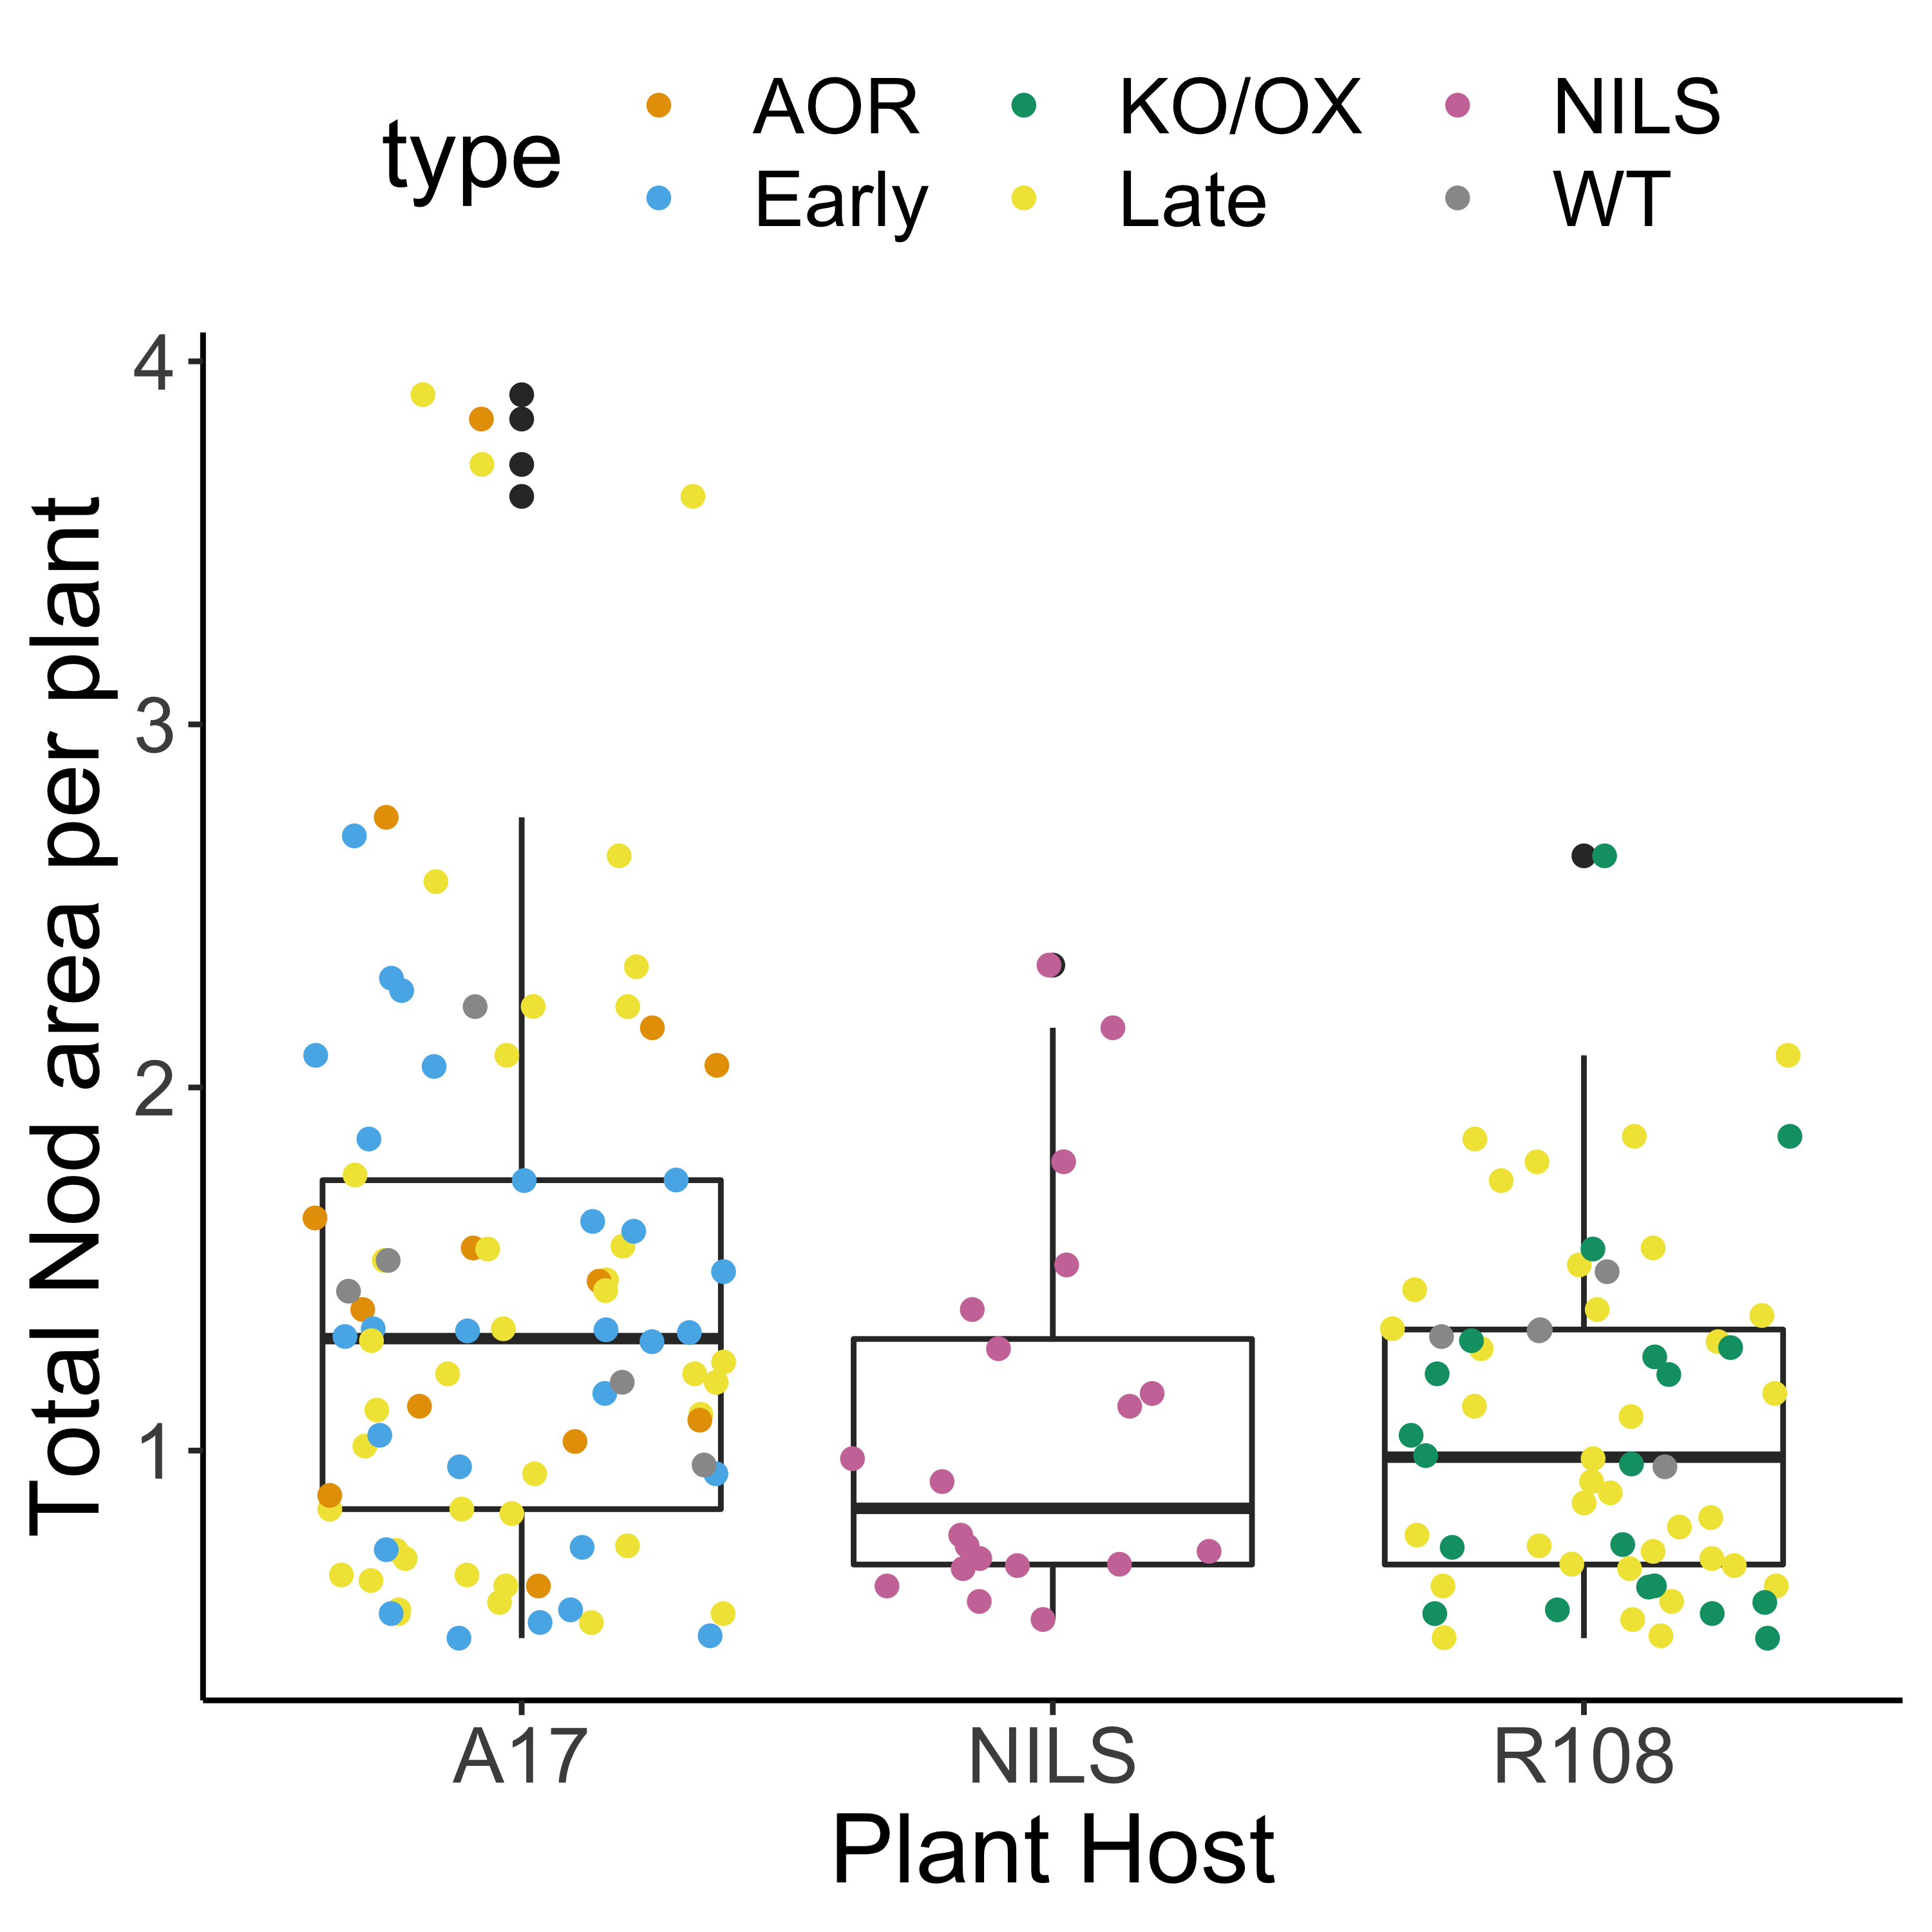 type
AOR KO/OX NILS
Early Late WT
Total Nod area per plant
4
3
2
1
A17 NILS R108
Plant Host